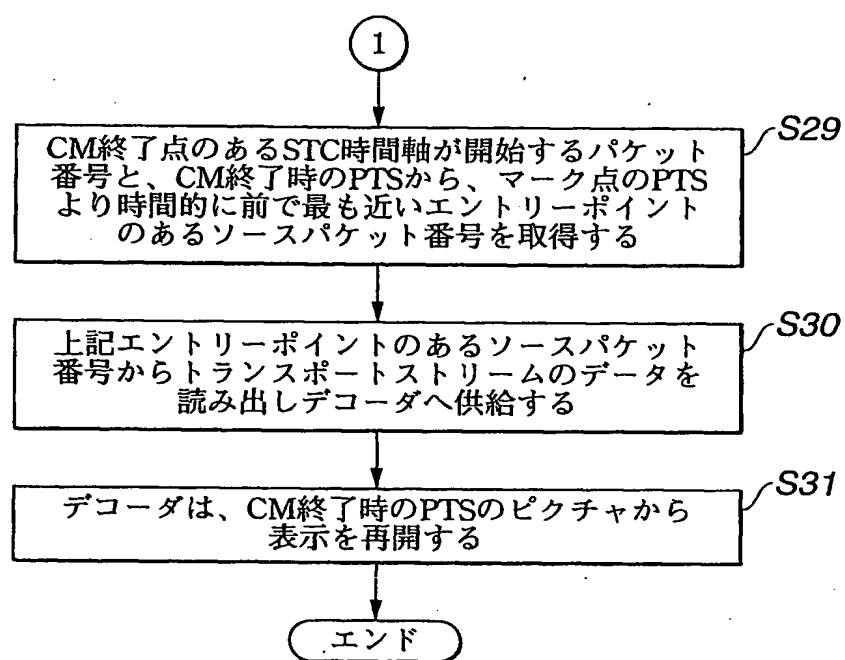 1
S29
CM終了点のあるSTC時間軸が開始するパケット
番号と、CM終了時のPTSから、マーク点のPTS
より時間的に前で最も近いエントリーポイント
のあるソースパケット番号を取得する
S30
上記エントリーポイントのあるソースパケット
番号からトランスポートストリームのデータを
読み出しデコーダへ供給する
S31
デコーダは、CM終了時のPTSのピクチャから
表示を再開する
エンド